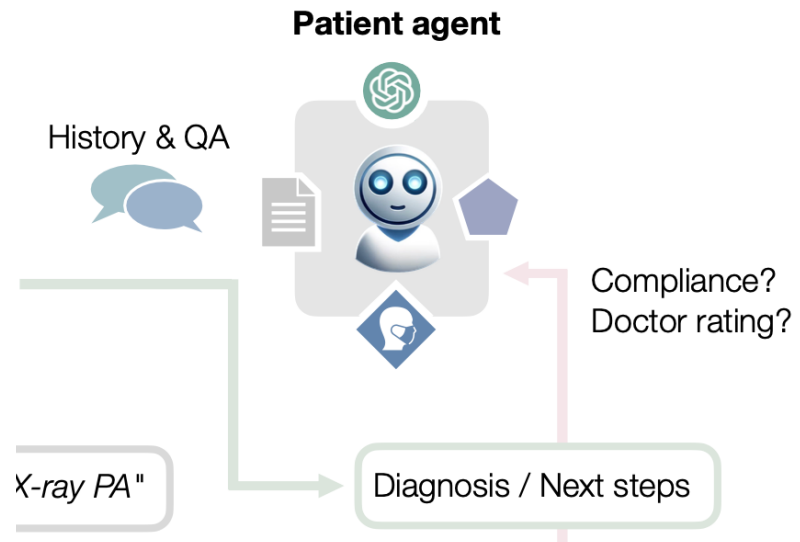 Patient agent
History & QA
Compliance?
Doctor rating?
X-ray PA"
Diagnosis / Next steps